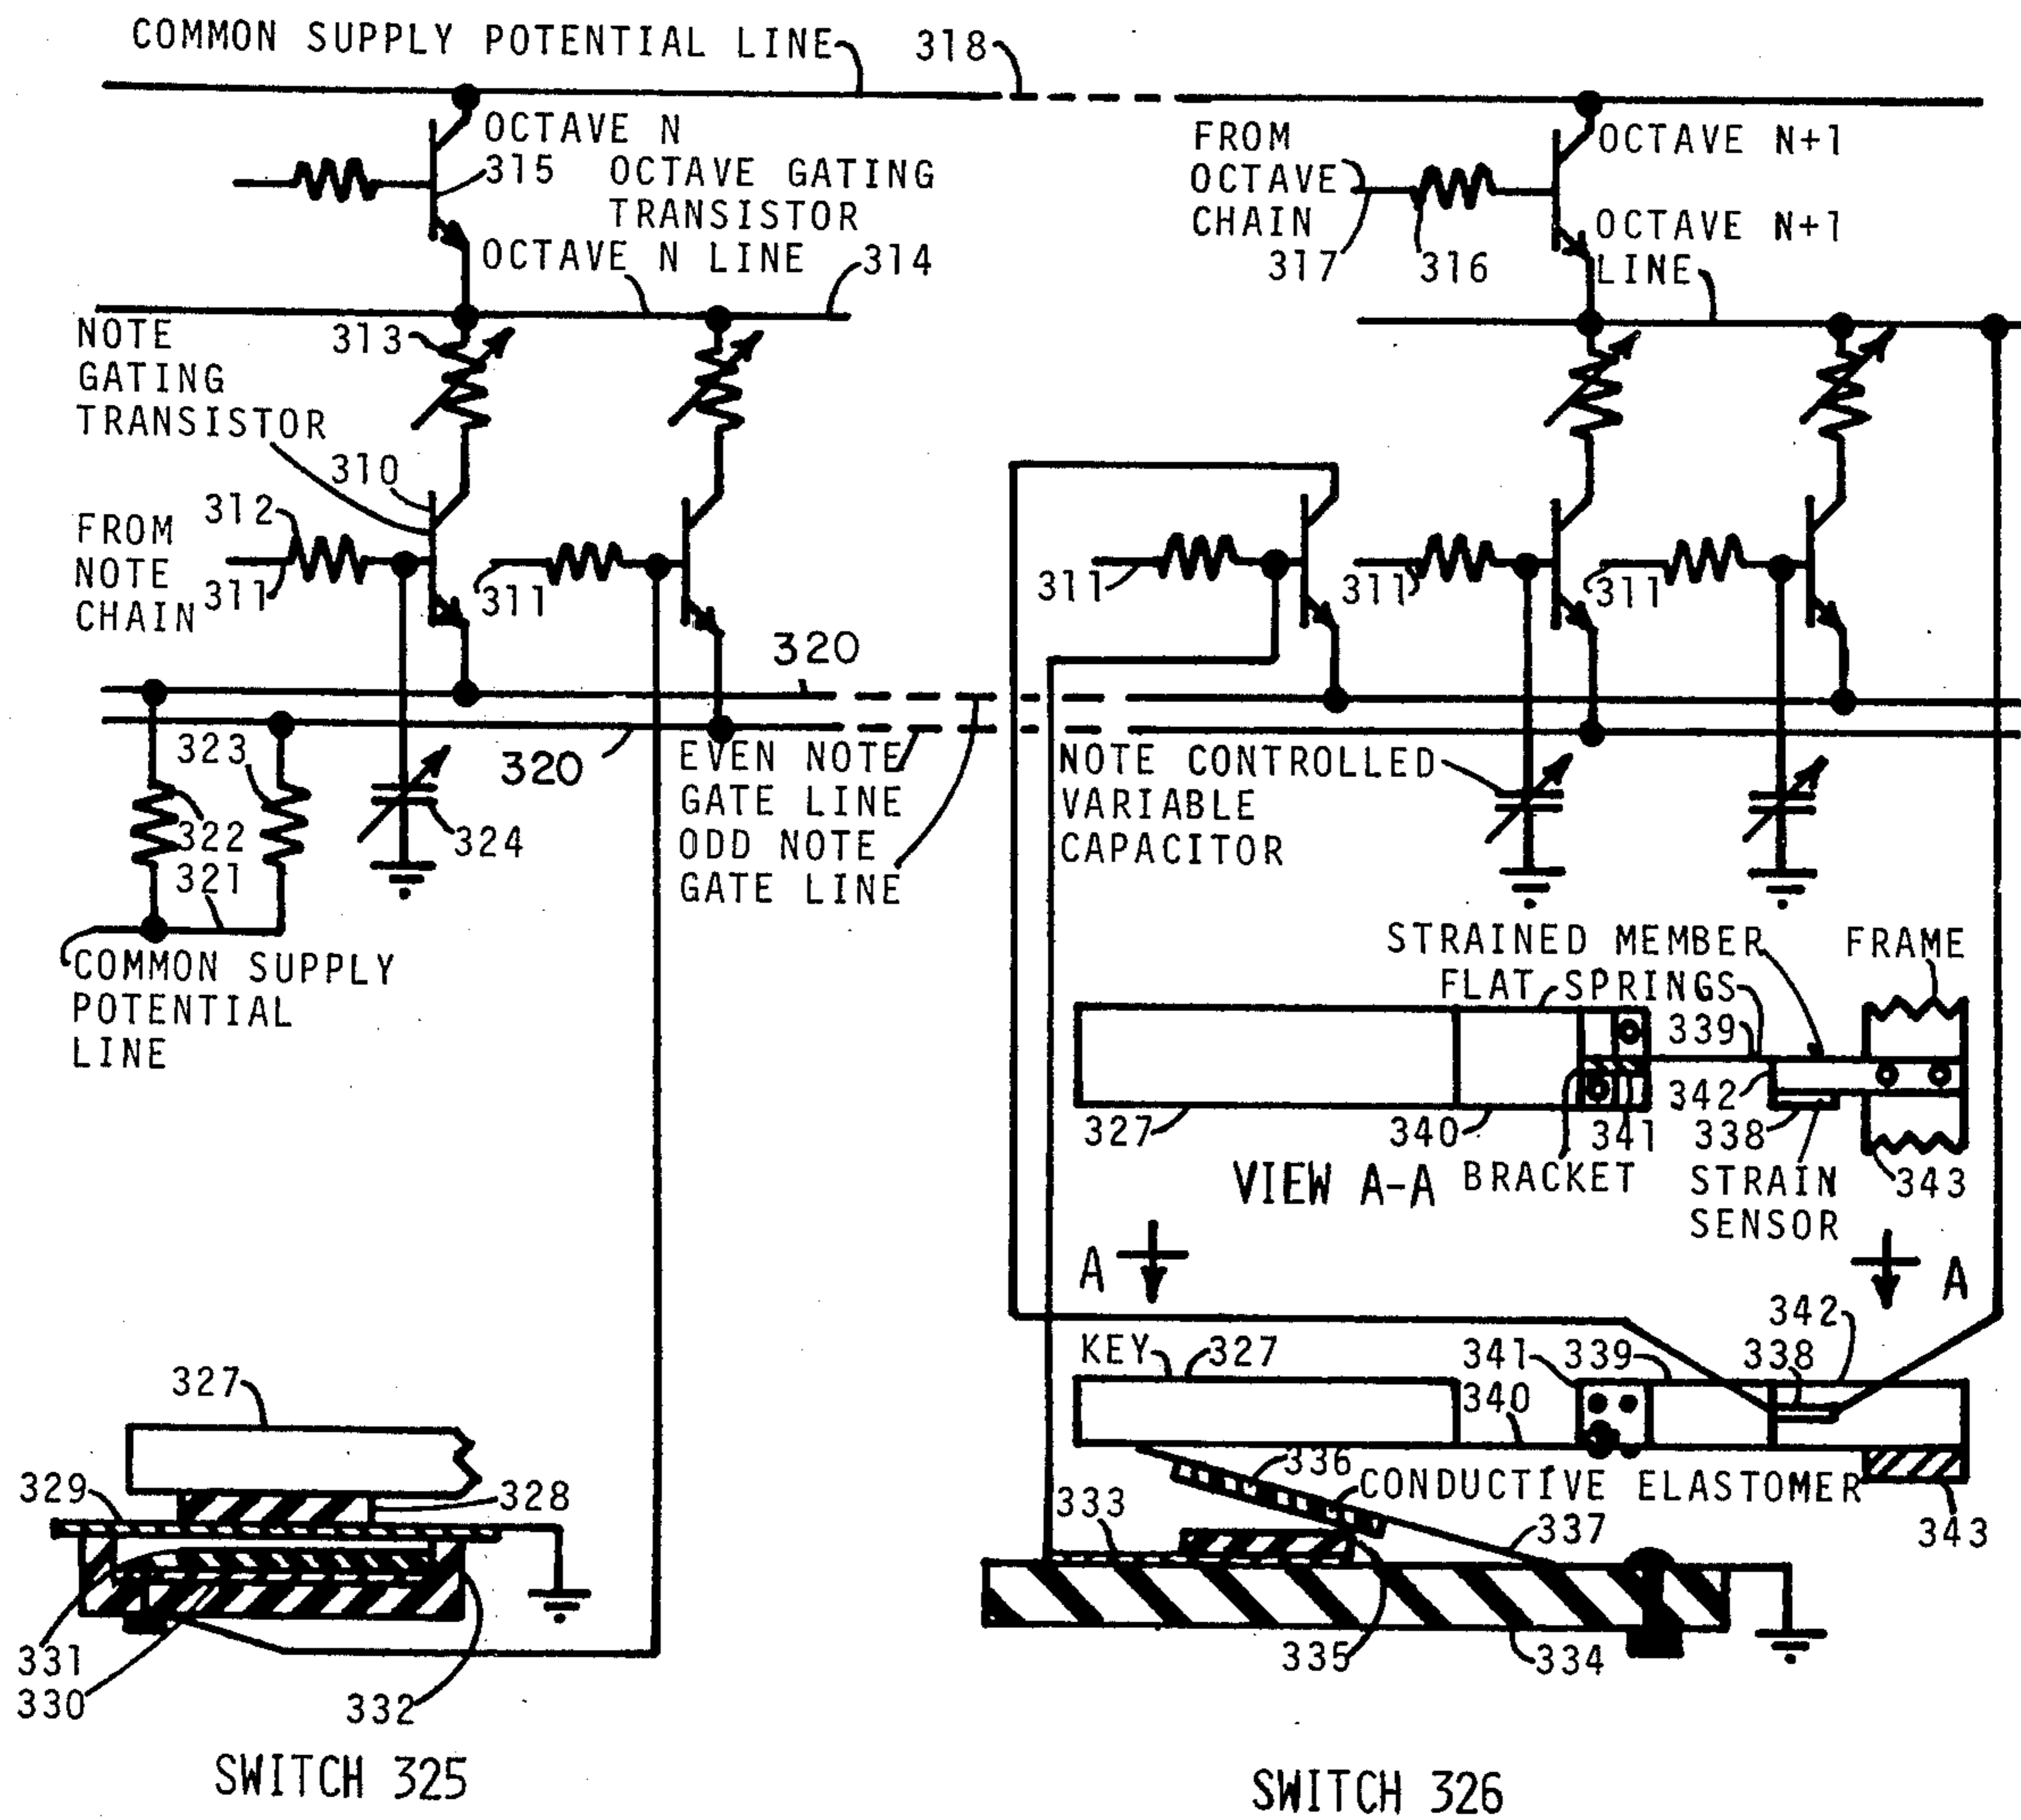 COMMON SUPPLY POTENTIAL LINE
318
OCTAVE N
315
OCTAVE GATING
TRANSISTOR
OCTAVE N LINE
314
FROM
OCTAVE
CHAIN
317
316
OCTAVE N+1
OCTAVE N+1
LINE
NOTE
GATING
TRANSISTOR
313
310
312
FROM
NOTE
CHAIN
311
311
311
311
311
320
320
323
322
321
324
EVEN NOTE
GATE LINE
ODD NOTE
GATE LINE
NOTE CONTROLLED
VARIABLE
CAPACITOR
COMMON SUPPLY
POTENTIAL
LINE
STRAINED MEMBER
FRAME
FLAT SPRINGS
339
342
327
340
341
338
VIEW A-A
BRACKET
STRAIN
SENSOR
343
A
A
342
KEY
327
341
339
338
340
327
329
328
336
CONDUCTIVE ELASTOMER
333
337
343
331
330
332
335
334
SWITCH 325
SWITCH 326